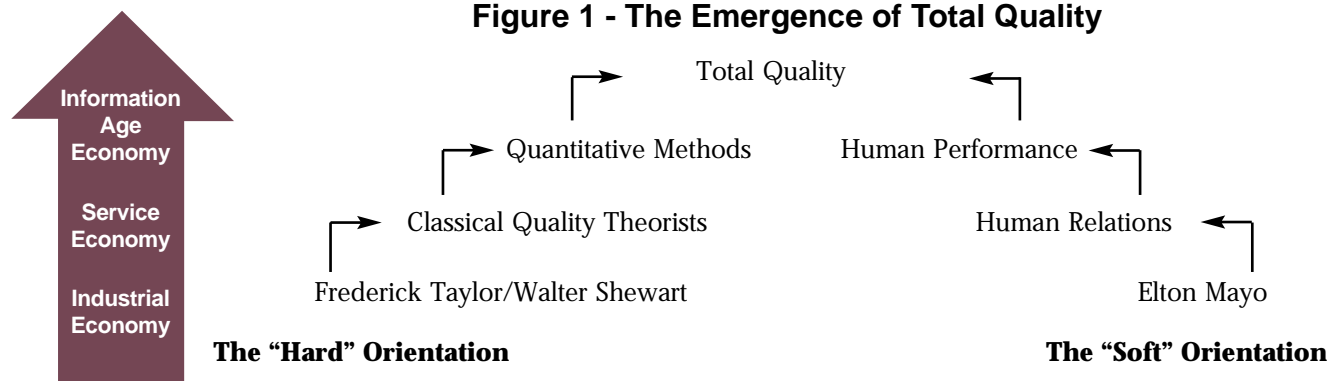 Figure 1 - The Emergence of Total Quality
Information
Age
Economy
Service
Economy
Industrial
Economy
Total Quality
Quantitative Methods
Human Performance
Classical Quality Theorists
Human Relations
Frederick Taylor/Walter Shewart
Elton Mayo
The “Hard” Orientation
The “Soft” Orientation